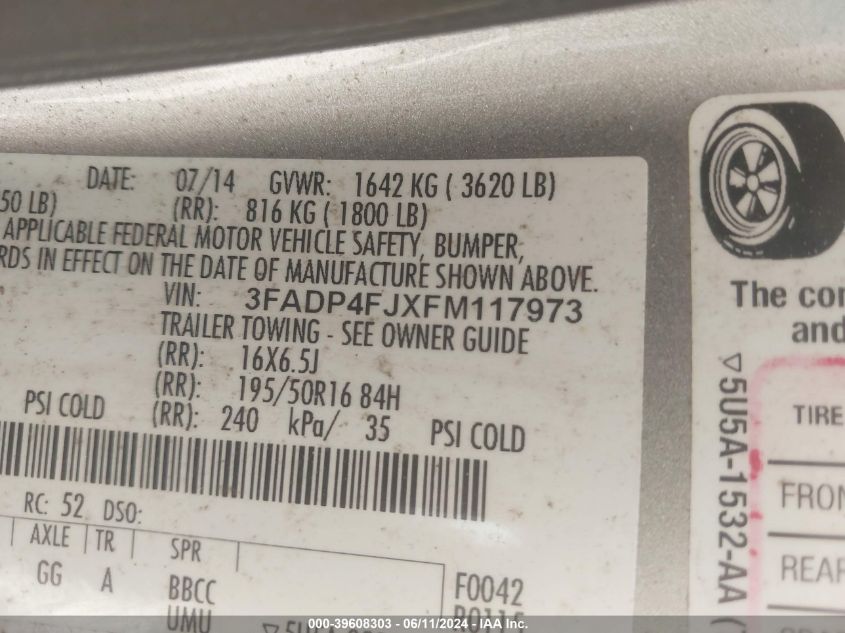 DATE: 07/14 GVWR: 1642 KG ( 3620 LB)
50 LB) (RR): 816 KG ( 1800 LB)
APPLICABLE FEDERAL MOTOR VEHICLE SAFETY, BUMPER,
RDS IN EFFECT ON THE DATE OF MANUFACTURE SHOWN ABOVE.
VIN: 3FADP4FJXFM117973
TRAILER TOWING - SEE OWNER GUIDE
(RR): 16X6.5J
(RR): 195/50R16 84H
PSI COLD (RR): 240 kPa/ 35 PSI COLD
RC: 52 DSO:
AXLE TR SPR
GG A BBCC F0042
UMU
The con
and
▽5U5A-1532-AA (
TIRE
FRON
REAR
000-39608303 - 06/11/2024 - IAA Inc.